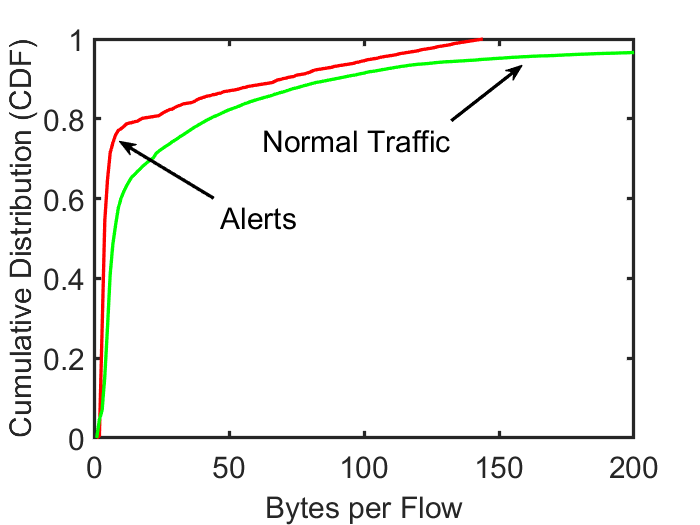 1
0.8
0.6
0.4
0.2
0
0
50
100
150
200
Cumulative Distribution (CDF)
Bytes per Flow
Normal Traffic
Alerts